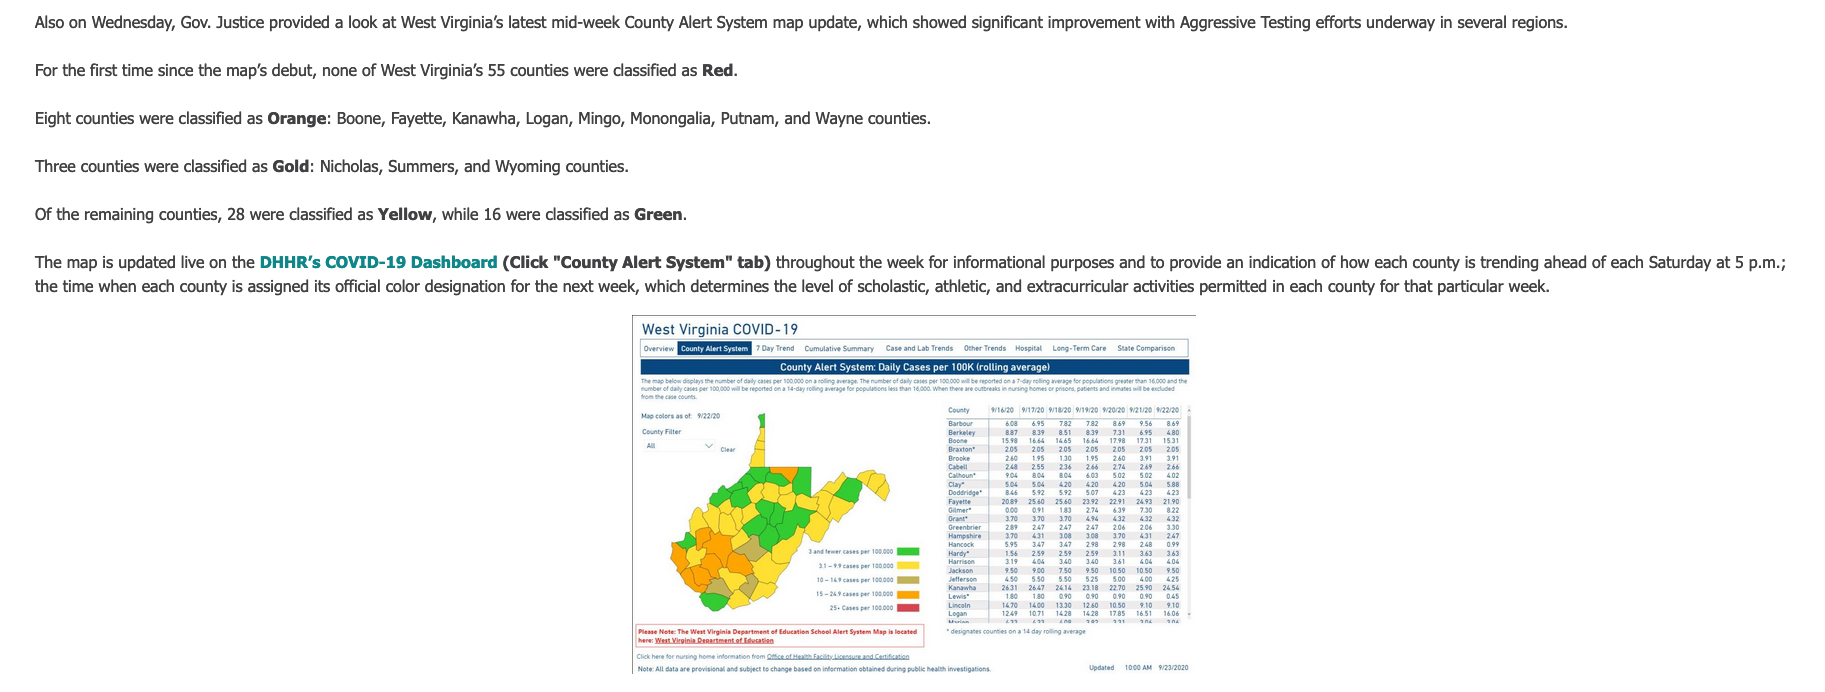 Also on Wednesday, Gov. Justice provided a look at West Virginia’s latest mid-week County Alert System map update, which showed significant improvement with Aggressive Testing efforts underway in several regions.
For the first time since the map’s debut, none of West Virginia’s 55 counties were classified as Red.
Eight counties were classified as Orange: Boone, Fayette, Kanawha, Logan, Mingo, Monongalia, Putnam, and Wayne counties.
Three counties were classified as Gold: Nicholas, Summers, and Wyoming counties.
Of the remaining counties, 28 were classified as Yellow, while 16 were classified as Green.
The map is updated live on the DHHR’s COVID-19 Dashboard (Click "County Alert System" tab) throughout the week for informational purposes and to provide an indication of how each county is trending ahead of each Saturday at 5 p.m.;
the time when each county is assigned its official color designation for the next week, which determines the level of scholastic, athletic, and extracurricular activities permitted in each county for that particular week.
West Virginia COVID-19
Overview County Alert System 7 Day Trend Cumulative Summary Case and Lab Trends Other Trends Hospital Long-Term Care State Comparison
County Alert System: Daily Cases per 100K (rolling average)
The map below displays the number of daily cases per 100,000 on a rolling average. The number of daily cases per 100,000 will be reported on a 7-day rolling average for populations greater than 16,000 and the
number of daily cases per 100,000 will be reported on a 14-day rolling average for populations less than 16,000. When there are outbreaks in nursing homes or prisons, patients and inmates will be excluded
from the case counts.
Map colors as of: 9/22/20
County Filter
All
Clear
3 and fewer cases per 100,000
3.1 - 9.9 cases per 100,000
10 - 14.9 cases per 100,000
15 - 24.9 cases per 100,000
25+ Cases per 100,000
County 9/16/20 9/17/20 9/18/20 9/19/20 9/20/20 9/21/20 9/22/20
Barbour 6.08 6.95 7.82 7.82 8.69 9.56 8.69
Berkeley 8.87 8.39 8.51 8.39 7.31 6.95 4.80
Boone 15.98 16.64 14.65 16.64 17.98 17.31 15.31
Braxton* 2.05 2.05 2.05 2.05 2.05 2.05 2.05
Brooke 2.60 1.95 1.30 1.95 2.60 3.91 3.91
Cabell 2.48 2.55 2.36 2.66 2.74 2.69 2.66
Calhoun* 9.04 8.04 8.04 6.03 5.02 5.02 4.02
Clay* 5.04 5.04 4.20 4.20 4.20 5.04 5.88
Doddridge* 8.46 5.92 5.92 5.07 4.23 4.23 4.23
Fayette 20.89 25.60 25.60 23.92 22.91 24.93 21.90
Gilmer* 0.00 0.91 1.83 2.74 6.39 7.30 8.22
Grant* 3.70 3.70 3.70 4.94 4.32 4.32 4.32
Greenbrier 2.89 2.47 2.47 2.47 2.06 2.06 3.30
Hampshire 3.70 4.31 3.08 3.08 3.70 4.31 2.47
Hancock 5.95 3.47 3.47 2.98 2.98 2.48 0.99
Hardy* 1.56 2.59 2.59 2.59 3.11 3.63 3.63
Harrison 3.19 4.04 3.40 3.40 3.61 4.04 4.04
Jackson 9.50 9.00 7.50 9.50 10.50 10.50 9.50
Jefferson 4.50 5.50 5.50 5.25 5.00 4.00 4.25
Kanawha 26.31 26.47 24.14 23.18 22.70 25.90 24.54
Lewis* 1.80 1.80 0.90 0.90 0.90 0.90 0.45
Lincoln 14.70 14.00 13.30 12.60 10.50 9.10 9.10
Logan 12.49 10.71 14.28 14.28 17.85 16.51 16.06
* designates counties on a 14 day rolling average
Please Note: The West Virginia Department of Education School Alert System Map is located
here: West Virginia Department of Education
Click here for nursing home information from Office of Health Facility Licensure and Certification
Note: All data are provisional and subject to change based on information obtained during public health investigations.
Updated 10:00 AM 9/23/2020